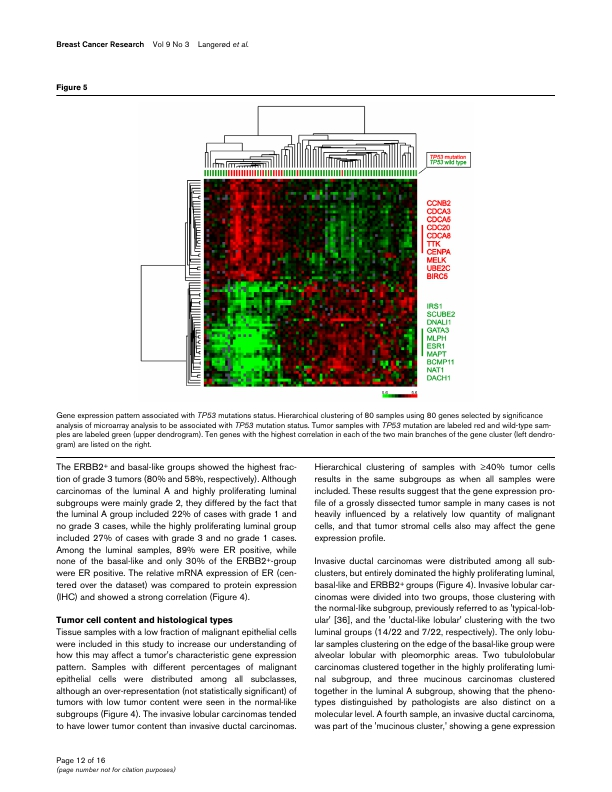 Breast Cancer Research   Vol 9 No 3   Langerød et al.
Figure 5
TP53 mutation
TP53 wild type
CCNB2
CDCA3
CDCA5
CDC20
CDCA8
TTK
CENPA
MELK
UBE2C
BIRC5
IRS1
SCUBE2
DNALI1
GATA3
MLPH
ESR1
MAPT
BCMP11
NAT1
DACH1
Gene expression pattern associated with TP53 mutations status. Hierarchical clustering of 80 samples using 80 genes selected by significance
analysis of microarray analysis to be associated with TP53 mutation status. Tumor samples with TP53 mutation are labeled red and wild-type sam-
ples are labeled green (upper dendrogram). Ten genes with the highest correlation in each of the two main branches of the gene cluster (left dendro-
gram) are listed on the right.
The ERBB2+ and basal-like groups showed the highest frac-
tion of grade 3 tumors (80% and 58%, respectively). Although
carcinomas of the luminal A and highly proliferating luminal
subgroups were mainly grade 2, they differed by the fact that
the luminal A group included 22% of cases with grade 1 and
no grade 3 cases, while the highly proliferating luminal group
included 27% of cases with grade 3 and no grade 1 cases.
Among the luminal samples, 89% were ER positive, while
none of the basal-like and only 30% of the ERBB2+-group
were ER positive. The relative mRNA expression of ER (cen-
tered over the dataset) was compared to protein expression
(IHC) and showed a strong correlation (Figure 4).
Tumor cell content and histological types
Tissue samples with a low fraction of malignant epithelial cells
were included in this study to increase our understanding of
how this may affect a tumor's characteristic gene expression
pattern. Samples with different percentages of malignant
epithelial cells were distributed among all subclasses,
although an over-representation (not statistically significant) of
tumors with low tumor content were seen in the normal-like
subgroups (Figure 4). The invasive lobular carcinomas tended
to have lower tumor content than invasive ductal carcinomas.
Hierarchical clustering of samples with ≥40% tumor cells
results in the same subgroups as when all samples were
included. These results suggest that the gene expression pro-
file of a grossly dissected tumor sample in many cases is not
heavily influenced by a relatively low quantity of malignant
cells, and that tumor stromal cells also may affect the gene
expression profile.
Invasive ductal carcinomas were distributed among all sub-
clusters, but entirely dominated the highly proliferating luminal,
basal-like and ERBB2+ groups (Figure 4). Invasive lobular car-
cinomas were divided into two groups, those clustering with
the normal-like subgroup, previously referred to as 'typical-lob-
ular' [36], and the 'ductal-like lobular' clustering with the two
luminal groups (14/22 and 7/22, respectively). The only lobu-
lar samples clustering on the edge of the basal-like group were
alveolar lobular with pleomorphic areas. Two tubulolobular
carcinomas clustered together in the highly proliferating lumi-
nal subgroup, and three mucinous carcinomas clustered
together in the luminal A subgroup, showing that the pheno-
types distinguished by pathologists are also distinct on a
molecular level. A fourth sample, an invasive ductal carcinoma,
was part of the 'mucinous cluster,' showing a gene expression
Page 12 of 16
(page number not for citation purposes)